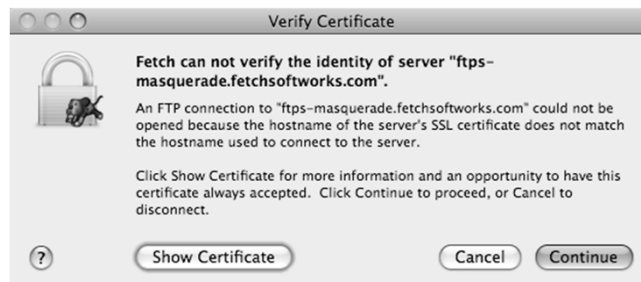 Verify Certificate
Fetch can not verify the identity of server "ftps-
masquerade.fetchsoftworks.com".
An FTP connection to "ftps-masquerade.fetchsoftworks.com" could not be
opened because the hostname of the server's SSL certificate does not match
the hostname used to connect to the server.
Click Show Certificate for more information and an opportunity to have this
certificate always accepted.  Click Continue to proceed, or Cancel to
disconnect.
? Show Certificate Cancel Continue